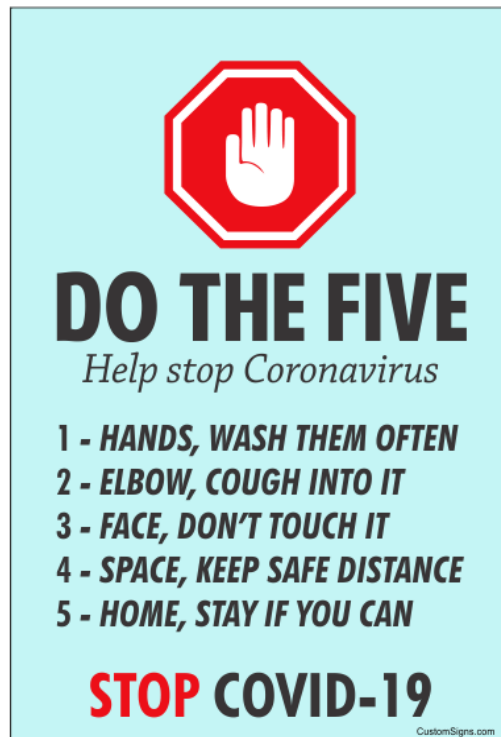 DO THE FIVE
Help stop Coronavirus
1 - HANDS, WASH THEM OFTEN
2 - ELBOW, COUGH INTO IT
3 - FACE, DON'T TOUCH IT
4 - SPACE, KEEP SAFE DISTANCE
5 - HOME, STAY IF YOU CAN
STOP COVID-19
CustomSigns.com